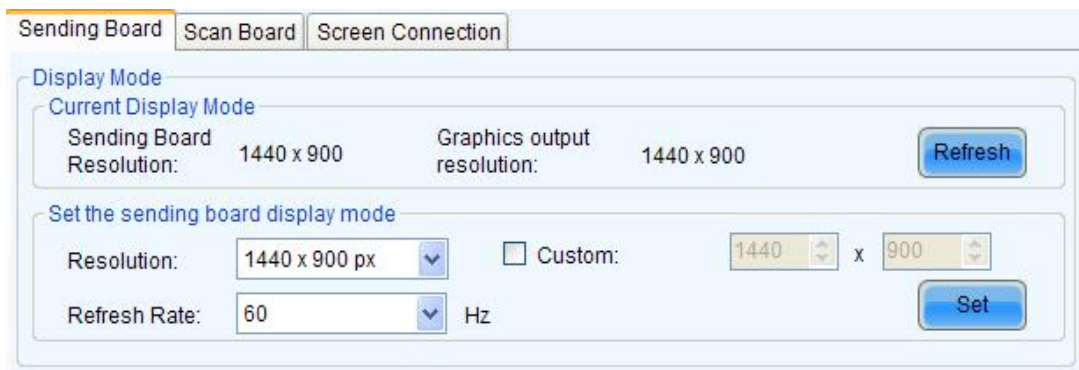 Sending Board Scan Board Screen Connection
Display Mode
Current Display Mode
Sending Board Resolution: 1440 x 900 Graphics output resolution: 1440 x 900 Refresh
Set the sending board display mode
Resolution: 1440 x 900 px Custom: 1440 x 900
Refresh Rate: 60 Hz Set